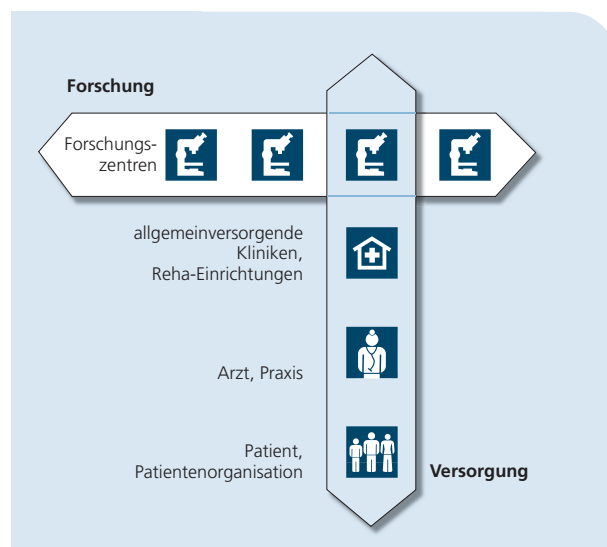 Forschung
Forschungs-
zentren
allgemeinversorgende
Kliniken,
Reha-Einrichtungen
Arzt, Praxis
Patient,
Patientenorganisation
Versorgung